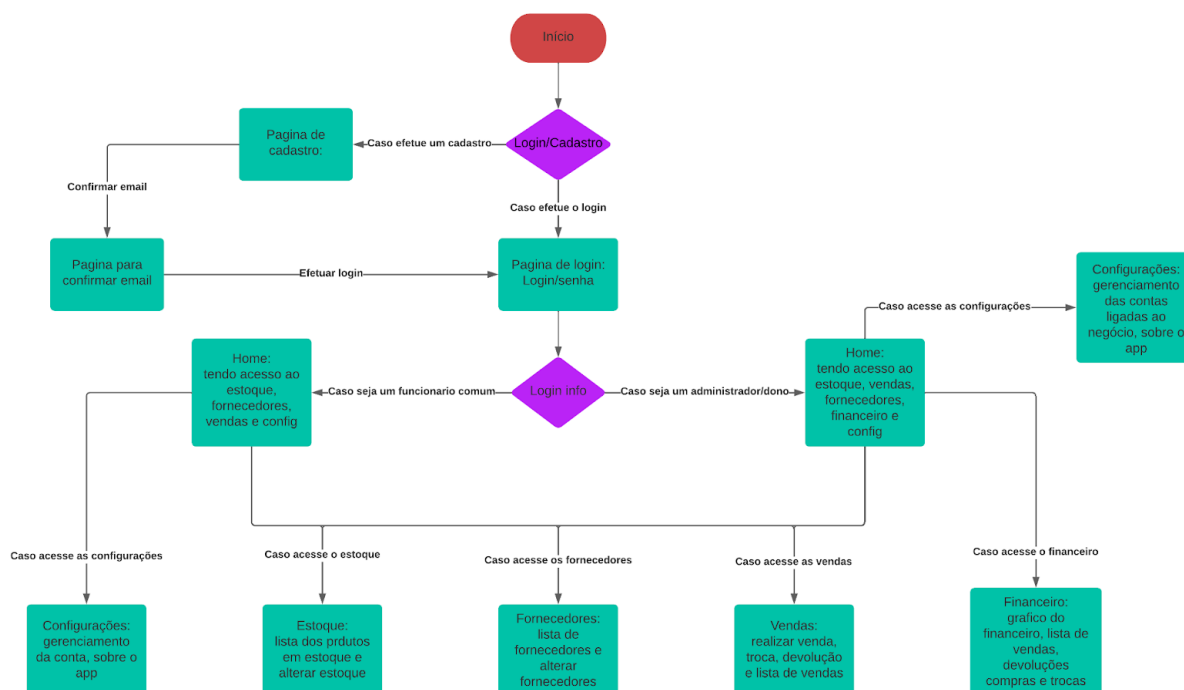 Início
Login/Cadastro
Caso efetue um cadastro
Pagina de
cadastro:
Confirmar email
Caso efetue o login
Pagina para
confirmar email
Efetuar login
Pagina de login:
Login/senha
Configurações:
gerenciamento
das contas
ligadas ao
negócio, sobre o
app
Caso acesse as configurações
Home:
tendo acesso ao
estoque,
fornecedores,
vendas e config
Caso seja um funcionario comum
Login info
Caso seja um administrador/dono
Home:
tendo acesso ao
estoque, vendas,
fornecedores,
financeiro e
config
Caso acesse as configurações
Caso acesse o estoque
Caso acesse os fornecedores
Caso acesse as vendas
Caso acesse o financeiro
Configurações:
gerenciamento
da conta, sobre o
app
Estoque:
lista dos prdutos
em estoque e
alterar estoque
Fornecedores:
lista de
fornecedores e
alterar
fornecedores
Vendas:
realizar venda,
troca, devolução
e lista de vendas
Financeiro:
grafico do
financeiro, lista de
vendas,
devoluções
compras e trocas